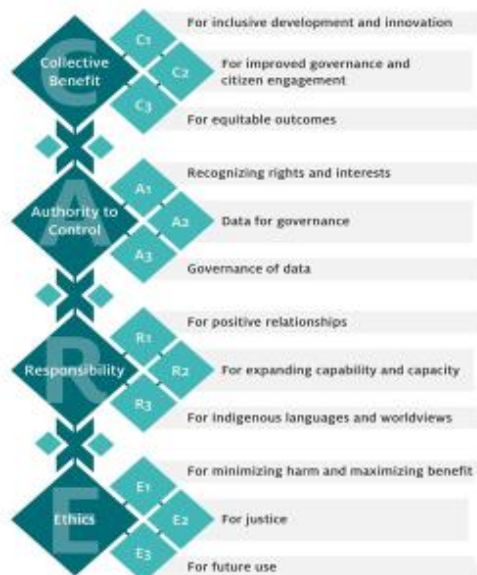 C
Collective
Benefit
C1
For inclusive development and innovation
C2
For improved governance and
citizen engagement
C3
For equitable outcomes
A
Authority to
Control
A1
Recognizing rights and interests
A2
Data for governance
A3
Governance of data
R
Responsibility
R1
For positive relationships
R2
For expanding capability and capacity
R3
For Indigenous languages and worldviews
E
Ethics
E1
For minimizing harm and maximizing benefit
E2
For justice
E3
For future use